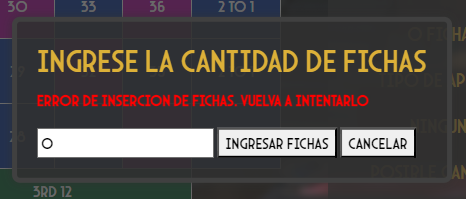 30 33 36 2 TO 1
INGRESE LA CANTIDAD DE FICHAS
ERROR DE INSERCION DE FICHAS. VUELVA A INTENTARLO
0 INGRESAR FICHAS CANCELAR
3RD 12